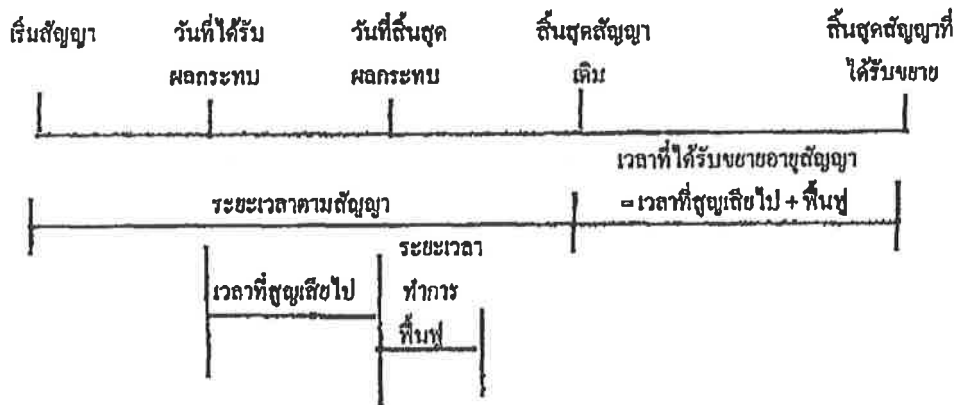 เริ่มสัญญา วันที่ได้รับ วันที่สิ้นสุด สิ้นสุดสัญญา สิ้นสุดสัญญาที่
ผลกระทบ ผลกระทบ เดิม ได้รับขยาย
เวลาที่ได้รับขยายอายุสัญญา
ระยะเวลาตามสัญญา = เวลาที่สูญเสียไป + ฟื้นฟู
ระยะเวลา
เวลาที่สูญเสียไป ทำการ
ฟื้นฟู